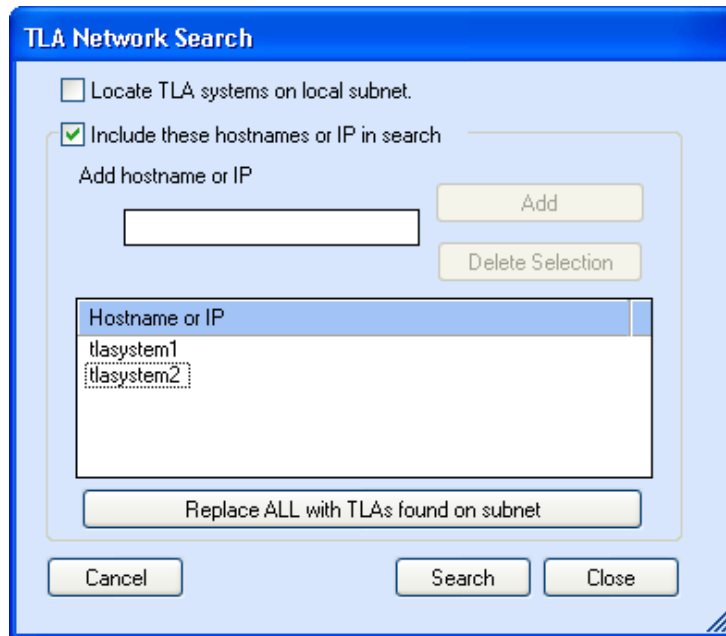 TLA Network Search
Locate TLA systems on local subnet.
Include these hostnames or IP in search
Add hostname or IP
Add
Delete Selection
Hostname or IP
tlasystem1
tlasystem2
Replace ALL with TLAs found on subnet
Cancel Search Close